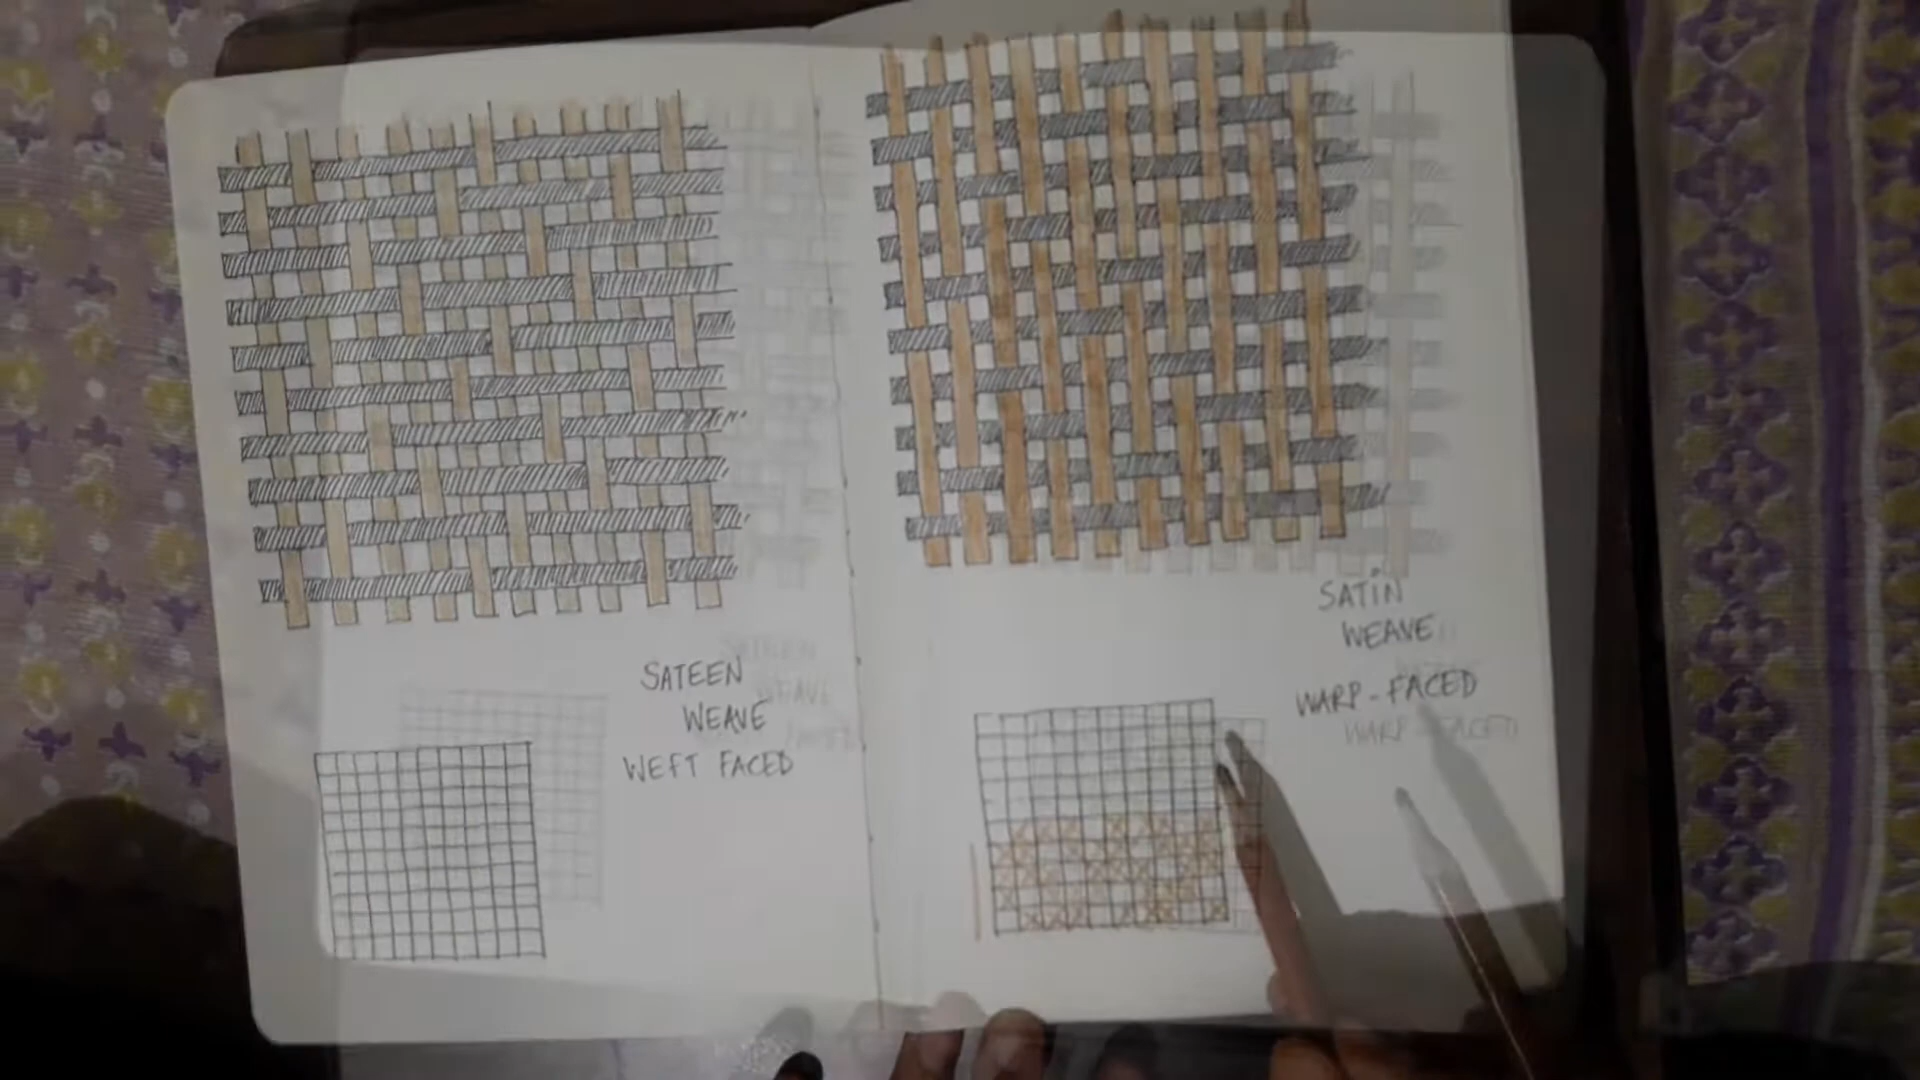 SATEEN
WEAVE
WEFT FACED
SATIN
WEAVE
WARP-FACED